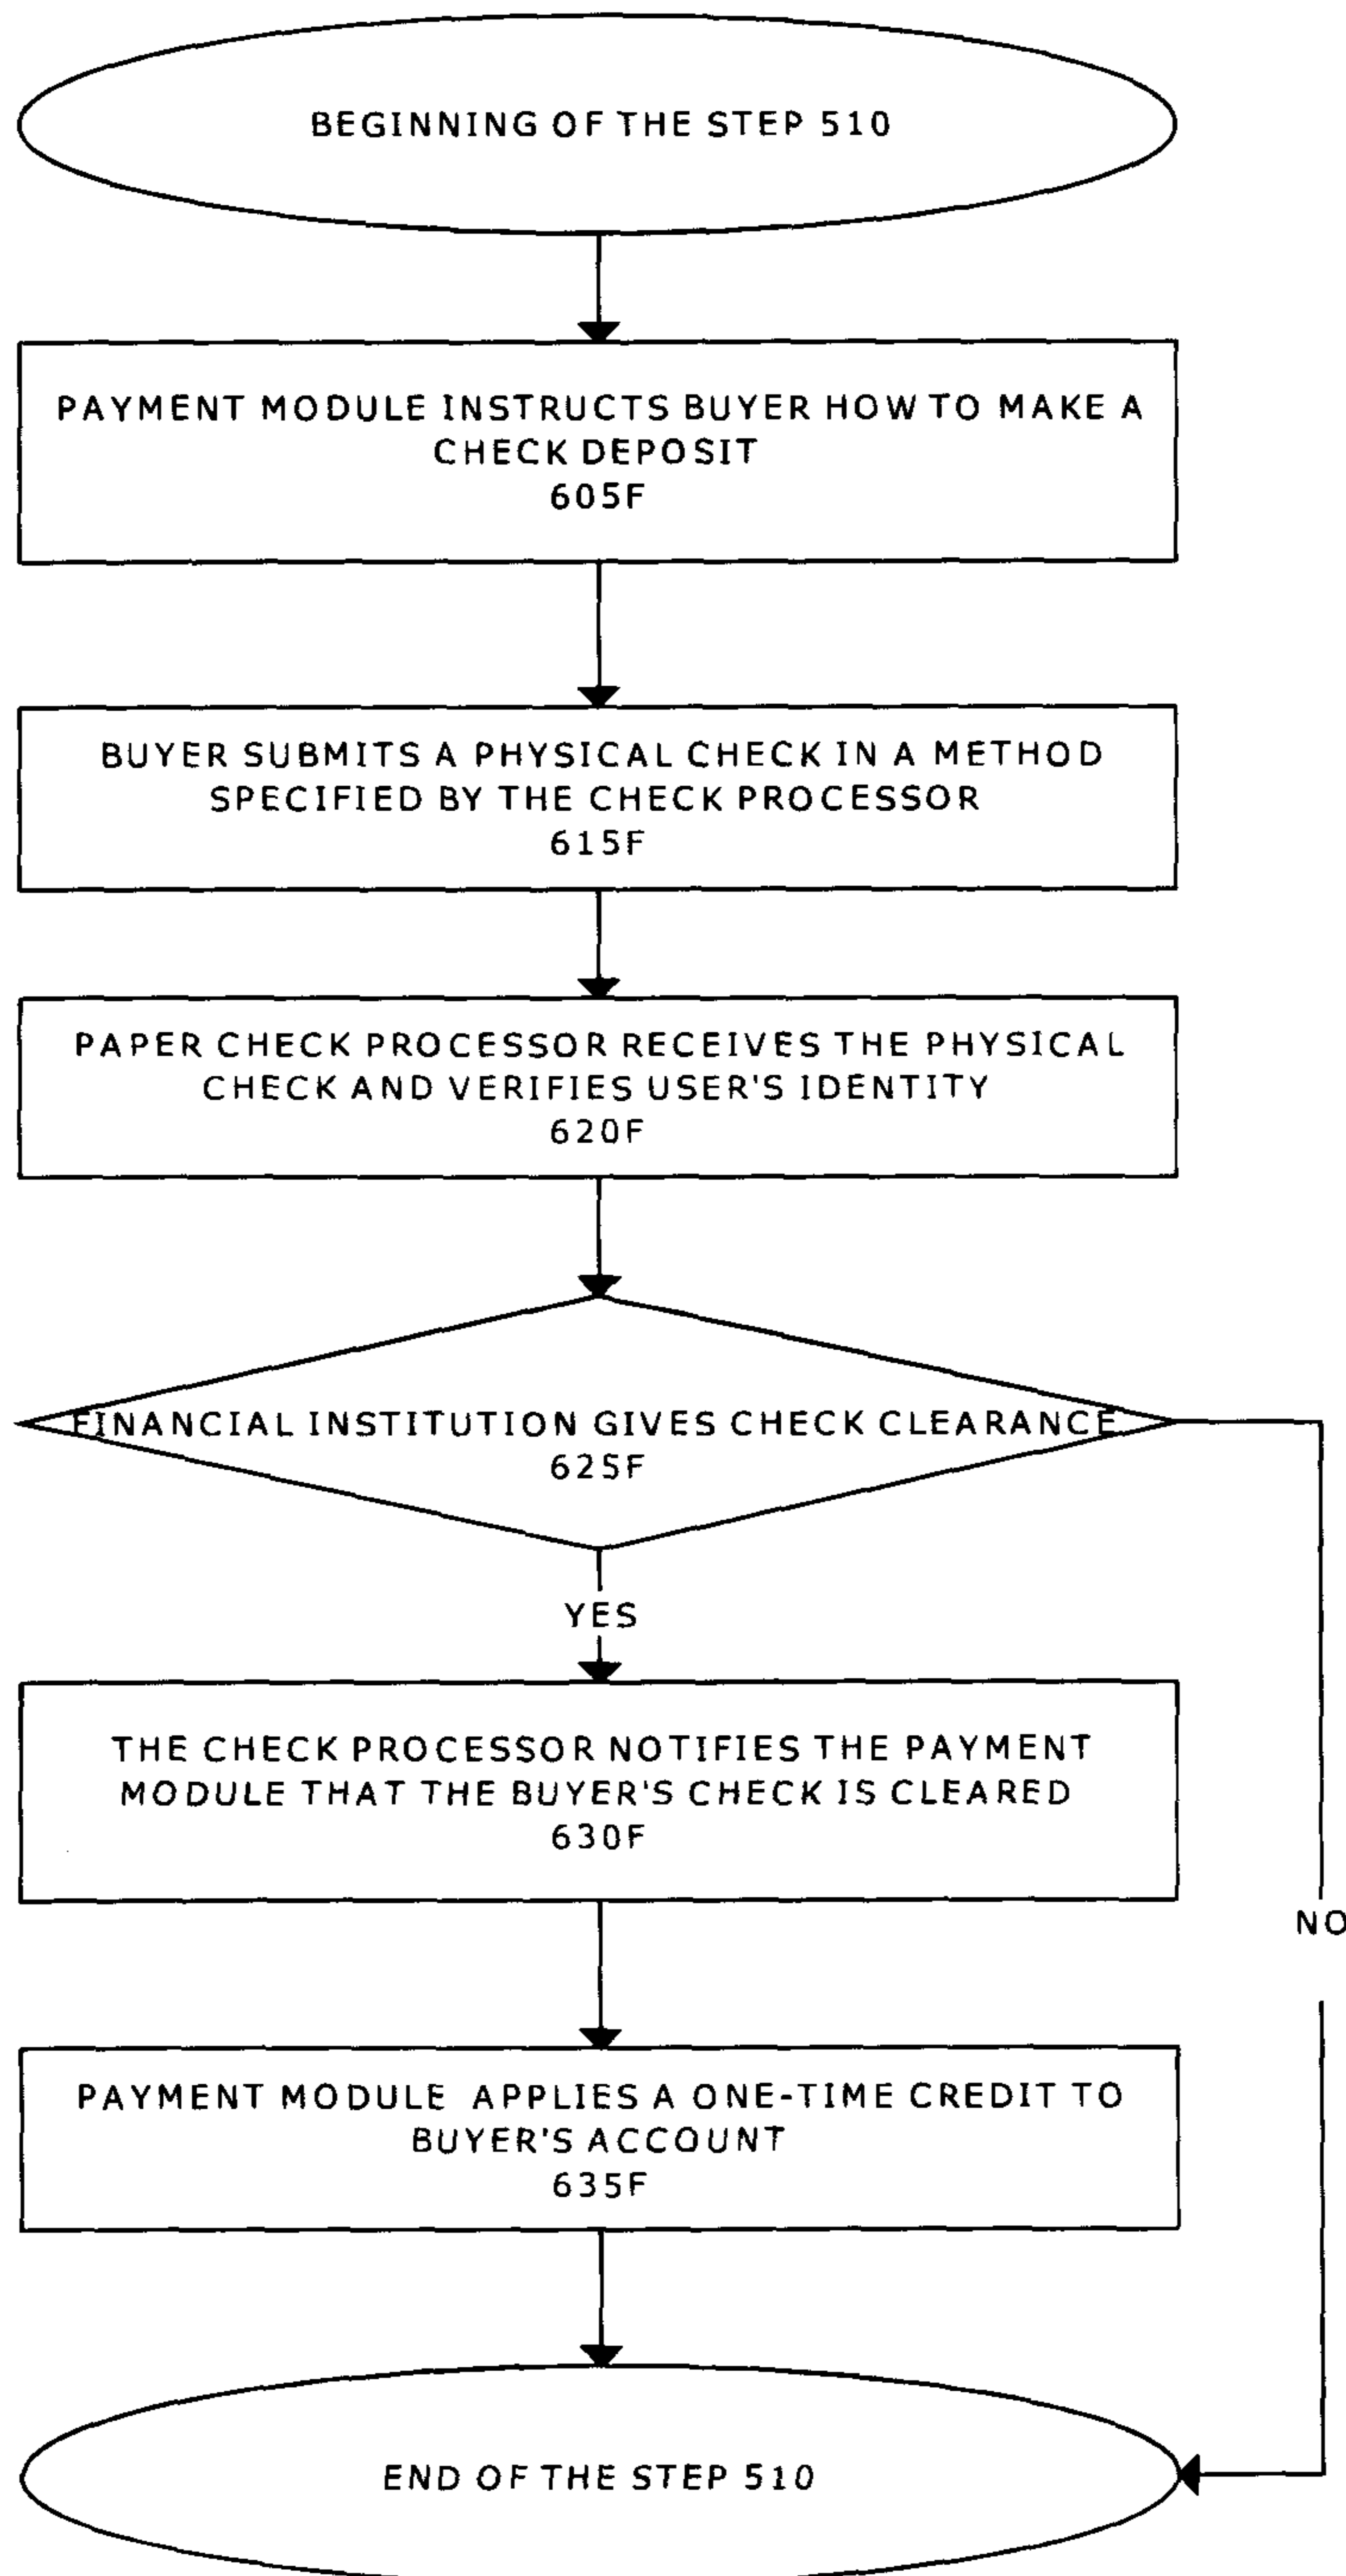 BEGINNING OF THE STEP 510
PAYMENT MODULE INSTRUCTS BUYER HOW TO MAKE A
CHECK DEPOSIT
605F
BUYER SUBMITS A PHYSICAL CHECK IN A METHOD
SPECIFIED BY THE CHECK PROCESSOR
615F
PAPER CHECK PROCESSOR RECEIVES THE PHYSICAL
CHECK AND VERIFIES USER'S IDENTITY
620F
FINANCIAL INSTITUTION GIVES CHECK CLEARANCE
625F
YES
THE CHECK PROCESSOR NOTIFIES THE PAYMENT
MODULE THAT THE BUYER'S CHECK IS CLEARED
630F
NO
PAYMENT MODULE APPLIES A ONE-TIME CREDIT TO
BUYER'S ACCOUNT
635F
END OF THE STEP 510